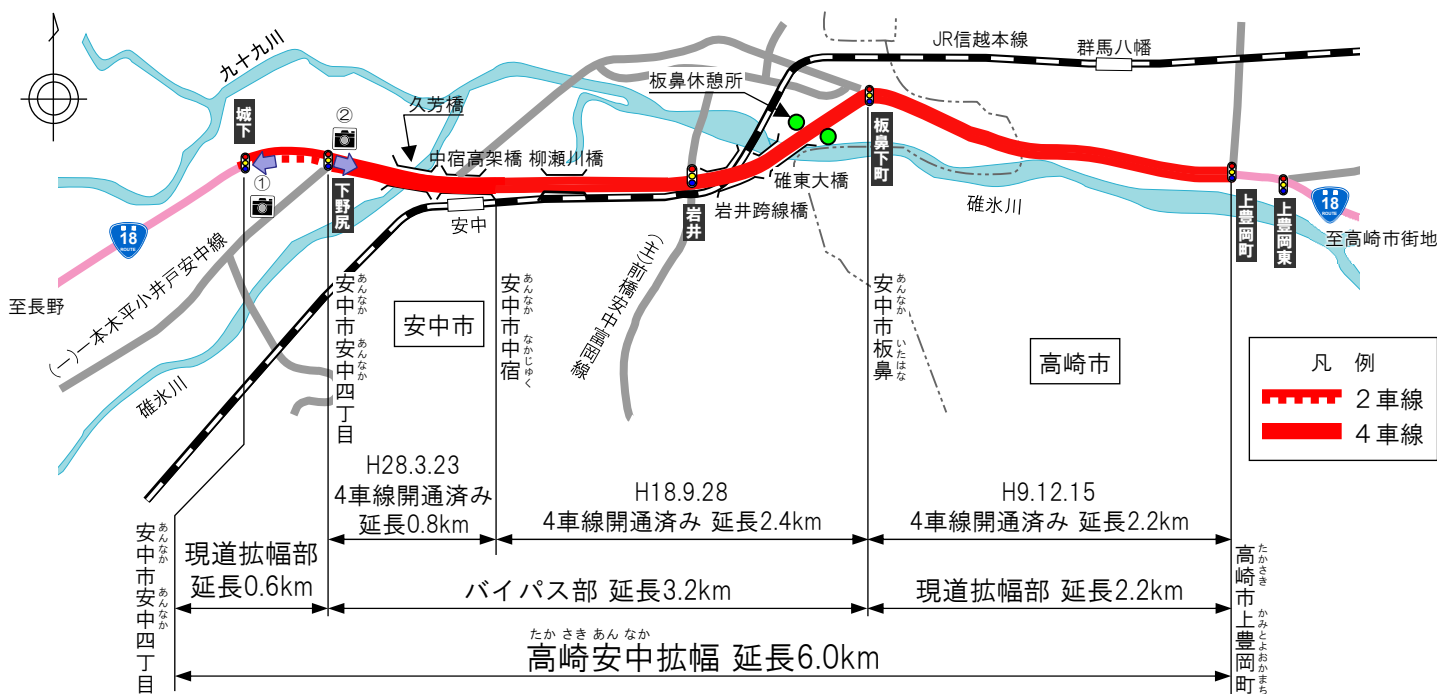 九十九川
JR信越本線
群馬八幡
板鼻休憩所
久芳橋
②
城下
中宿高架橋
柳瀬川橋
板鼻下町
①
下野尻
碓東大橋
岩井
岩井跨線橋
碓氷川
上豊岡町
上豊岡東
18
ROUTE
至高崎市街地
18
ROUTE
安中
至長野
(一)一本木平小井戸安中線
(主)前橋安中富岡線
碓氷川
安中市安中四丁目
あんなか
あんなか
安中市
安中市中宿
あんなか
なかじゅく
安中市板鼻
あんなか
いたはな
高崎市
凡 例
2車線
4車線
H28.3.23
4車線開通済み
延長0.8km
H18.9.28
4車線開通済み 延長2.4km
H9.12.15
4車線開通済み 延長2.2km
安中市安中四丁目
あんなか
あんなか
現道拡幅部
延長0.6km
バイパス部 延長3.2km
現道拡幅部 延長2.2km
高崎市上豊岡町
たかさき
かみとよおかまち
たか さき あん なか
高崎安中拡幅 延長6.0km